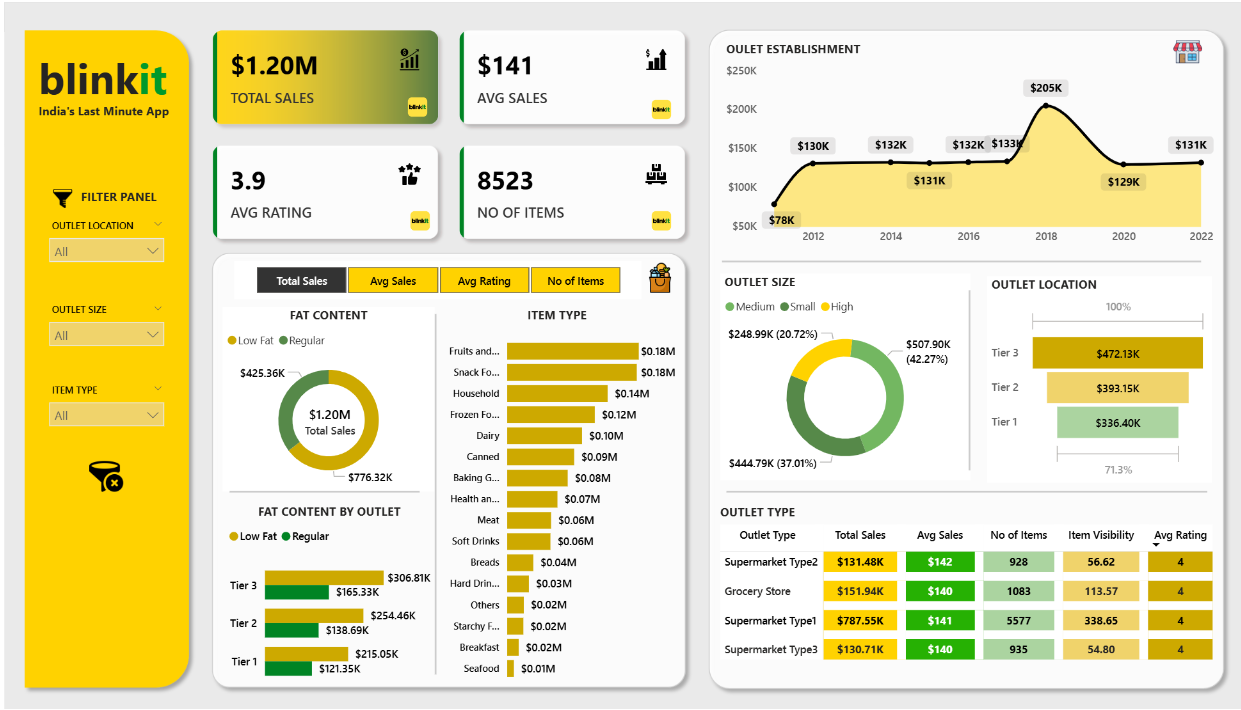 blinkit
India's Last Minute App
FILTER PANEL
OUTLET LOCATION
All
OUTLET SIZE
All
ITEM TYPE
All
$1.20M
TOTAL SALES
blinkit
$141
AVG SALES
blinkit
3.9
AVG RATING
blinkit
8523
NO OF ITEMS
blinkit
Total Sales
Avg Sales
Avg Rating
No of Items
FAT CONTENT
Low Fat Regular
$425.36K
$1.20M
Total Sales
$776.32K
FAT CONTENT BY OUTLET
Low Fat Regular
Tier 3 $306.81K
$165.33K
Tier 2 $254.46K
$138.69K
Tier 1 $215.05K
$121.35K
ITEM TYPE
Fruits and... $0.18M
Snack Fo... $0.18M
Household $0.14M
Frozen Fo... $0.12M
Dairy $0.10M
Canned $0.09M
Baking G... $0.08M
Health an... $0.07M
Meat $0.06M
Soft Drinks $0.06M
Breads $0.04M
Hard Drin... $0.03M
Others $0.02M
Starchy F... $0.02M
Breakfast $0.02M
Seafood $0.01M
OULET ESTABLISHMENT
$250K
$200K
$150K
$100K
$50K
$78K
$130K
$132K
$131K
$132K
$133K
$205K
$129K
$131K
2012 2014 2016 2018 2020 2022
OUTLET SIZE
Medium Small High
$248.99K (20.72%)
$507.90K
(42.27%)
$444.79K (37.01%)
OUTLET LOCATION
100%
Tier 3 $472.13K
Tier 2 $393.15K
Tier 1 $336.40K
71.3%
OUTLET TYPE
Outlet Type Total Sales Avg Sales No of Items Item Visibility Avg Rating
Supermarket Type2 $131.48K $142 928 56.62 4
Grocery Store $151.94K $140 1083 113.57 4
Supermarket Type1 $787.55K $141 5577 338.65 4
Supermarket Type3 $130.71K $140 935 54.80 4